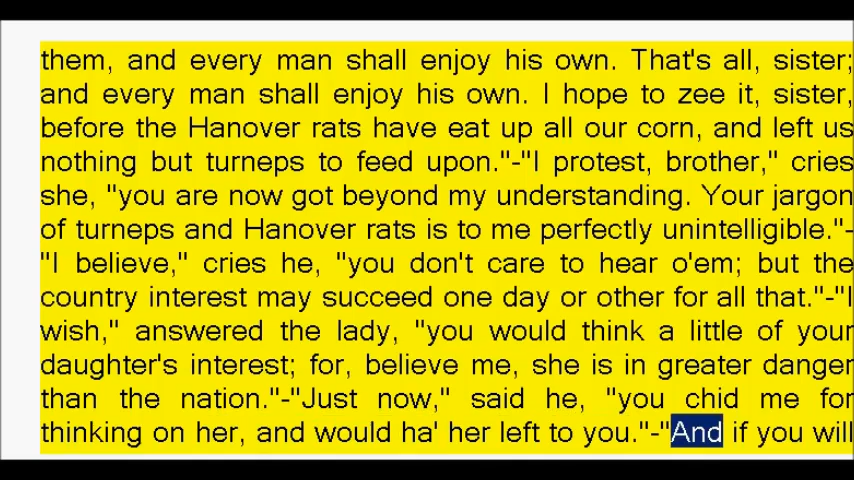 them, and every man shall enjoy his own. That's all, sister;
and every man shall enjoy his own. I hope to zee it, sister,
before the Hanover rats have eat up all our corn, and left us
nothing but turneps to feed upon."-"I protest, brother," cries
she, "you are now got beyond my understanding. Your jargon
of turneps and Hanover rats is to me perfectly unintelligible."-
"I believe," cries he, "you don't care to hear o'em; but the
country interest may succeed one day or other for all that."-"I
wish," answered the lady, "you would think a little of your
daughter's interest; for, believe me, she is in greater danger
than the nation."-"Just now," said he, "you chid me for
thinking on her, and would ha' her left to you."-"And if you will